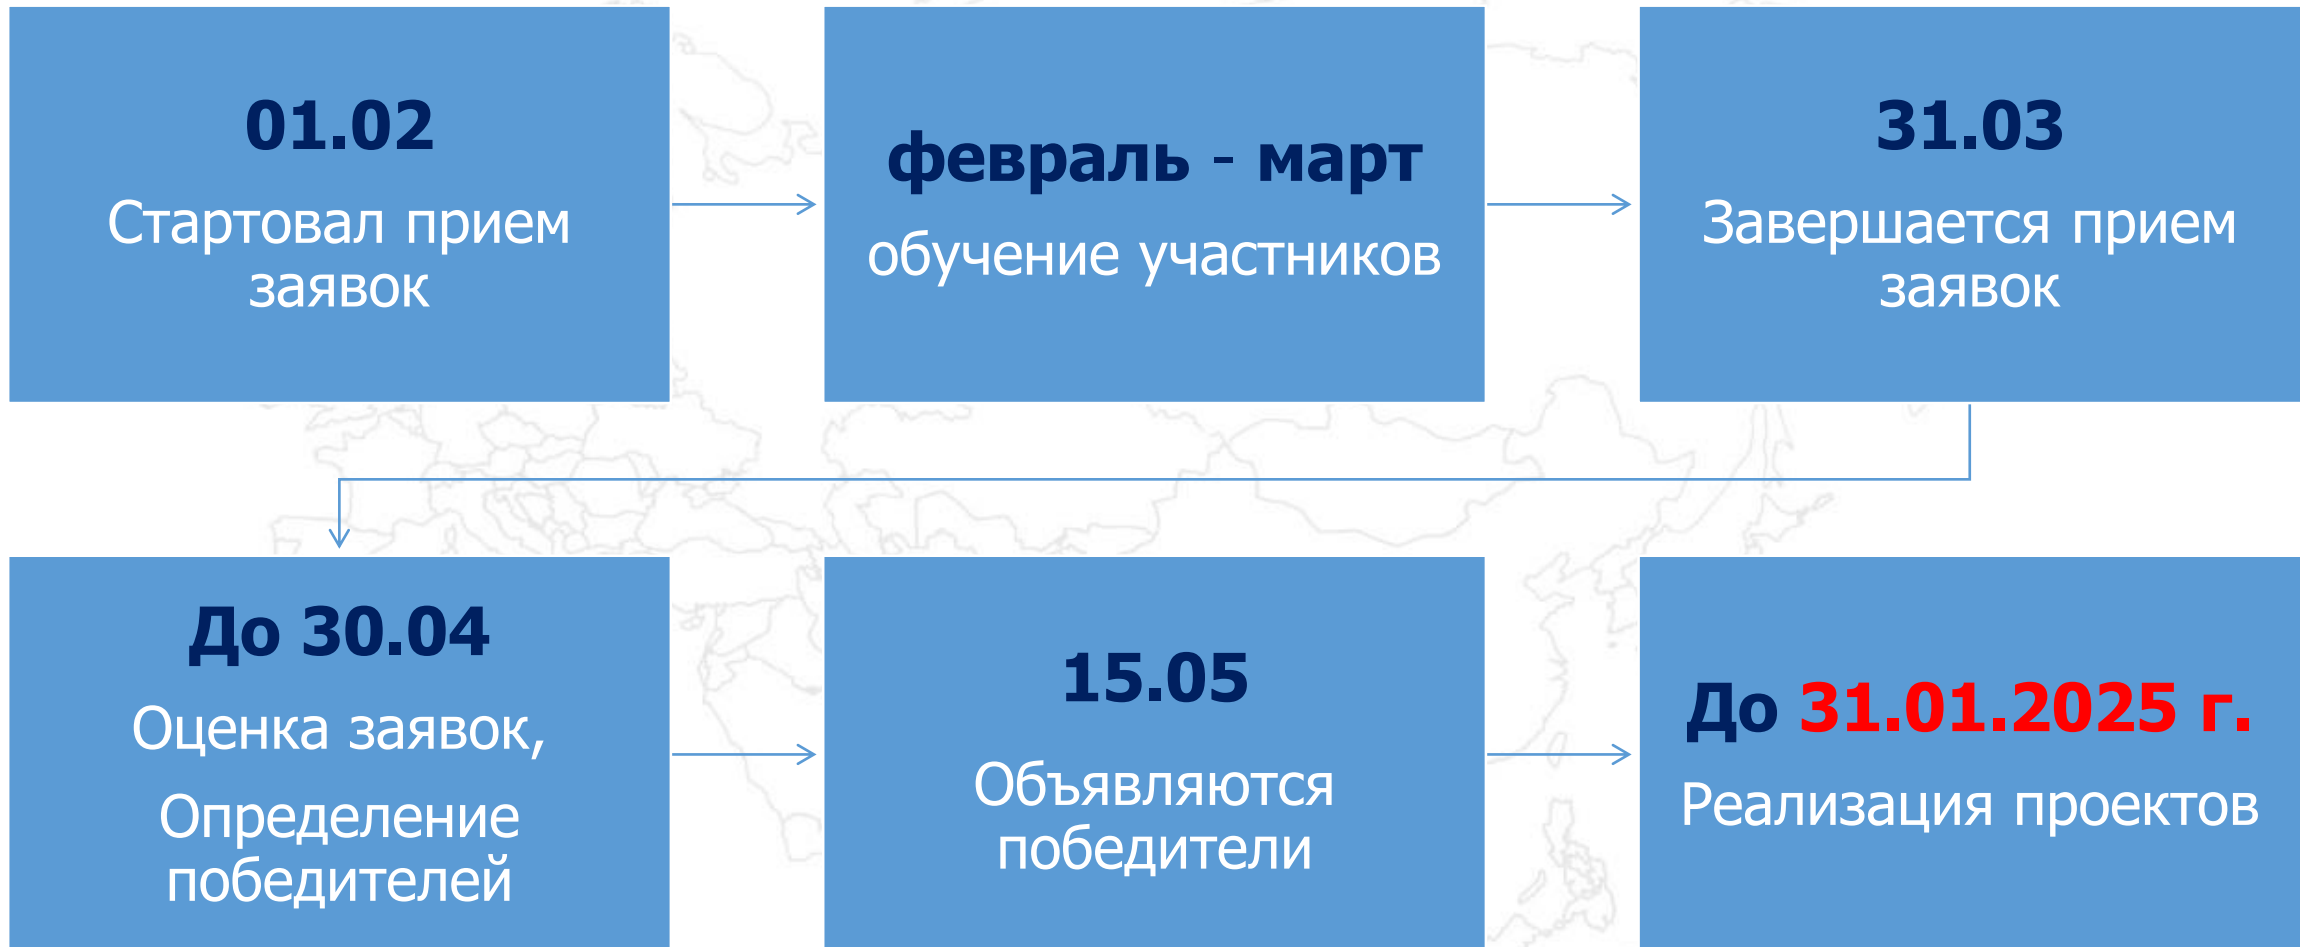 01.02
Стартовал прием
заявок
февраль - март
обучение участников
31.03
Завершается прием
заявок
До 30.04
Оценка заявок,
Определение
победителей
15.05
Объявляются
победители
До 31.01.2025 г.
Реализация проектов